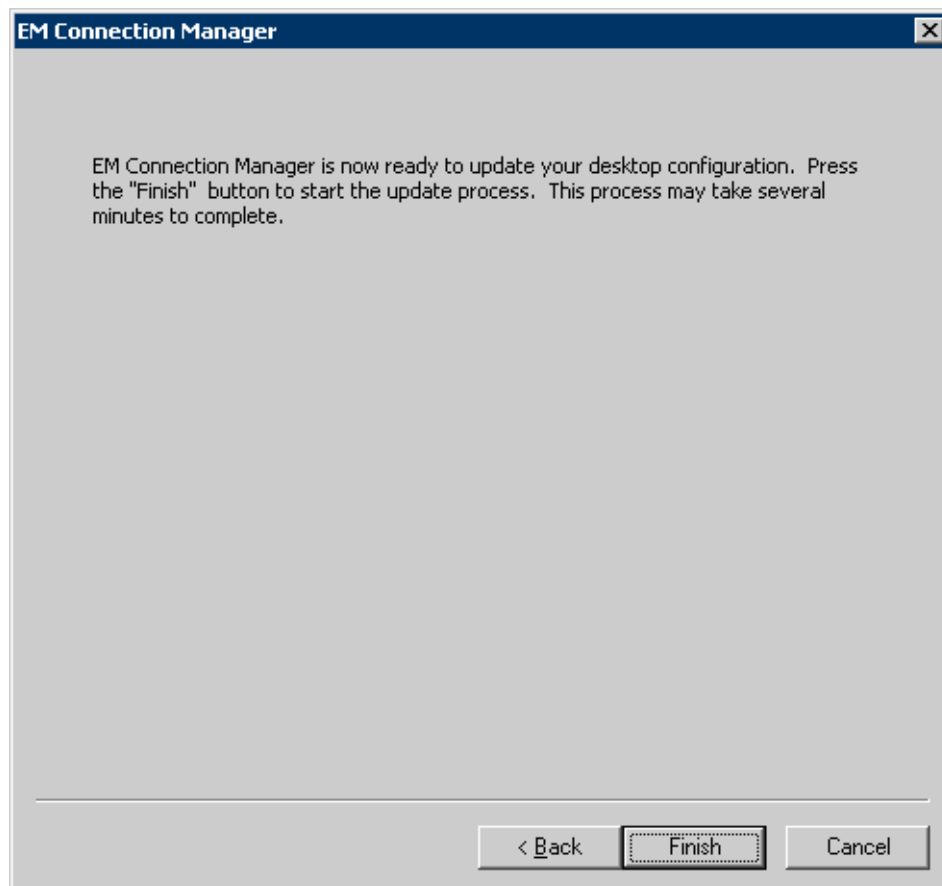 EM Connection Manager
EM Connection Manager is now ready to update your desktop configuration.  Press
the "Finish"  button to start the update process.  This process may take several
minutes to complete.
< Back
Finish
Cancel